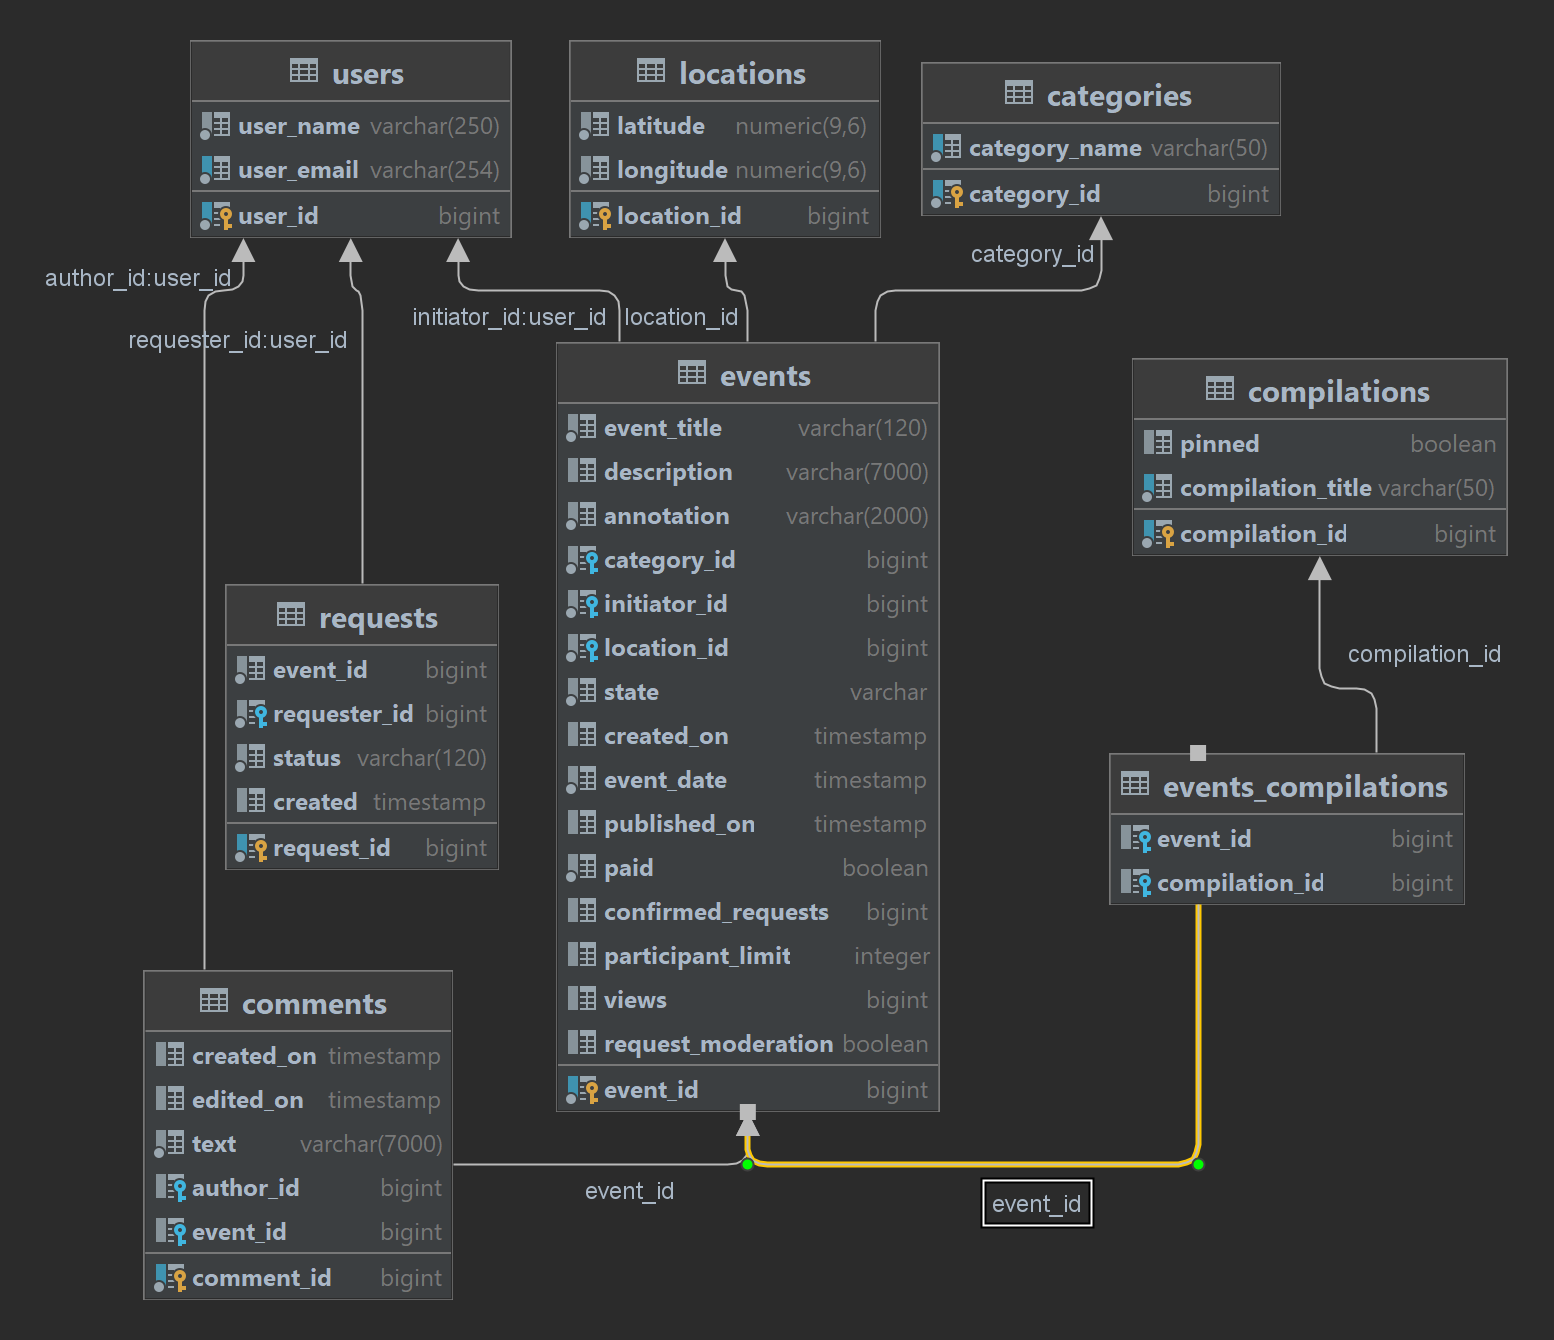 users
user_name varchar(250)
user_email varchar(254)
user_id bigint
locations
latitude numeric(9,6)
longitude numeric(9,6)
location_id bigint
categories
category_name varchar(50)
category_id bigint
author_id:user_id
requester_id:user_id
initiator_id:user_id
location_id
category_id
events
event_title varchar(120)
description varchar(7000)
annotation varchar(2000)
category_id bigint
initiator_id bigint
location_id bigint
state varchar
created_on timestamp
event_date timestamp
published_on timestamp
paid boolean
confirmed_requests bigint
participant_limit integer
views bigint
request_moderation boolean
event_id bigint
compilations
pinned boolean
compilation_title varchar(50)
compilation_id bigint
compilation_id
requests
event_id bigint
requester_id bigint
status varchar(120)
created timestamp
request_id bigint
events_compilations
event_id bigint
compilation_id bigint
comments
created_on timestamp
edited_on timestamp
text varchar(7000)
author_id bigint
event_id bigint
comment_id bigint
event_id
event_id